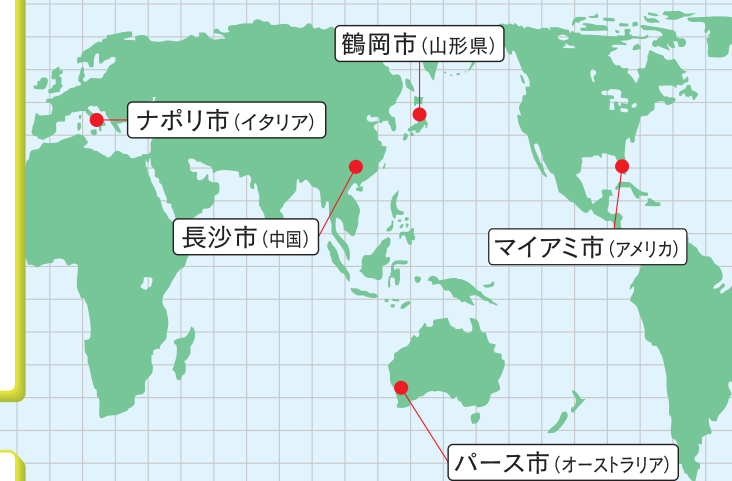 鶴岡市(山形県)
ナポリ市(イタリア)
長沙市(中国)
マイアミ市(アメリカ)
パース市(オーストラリア)